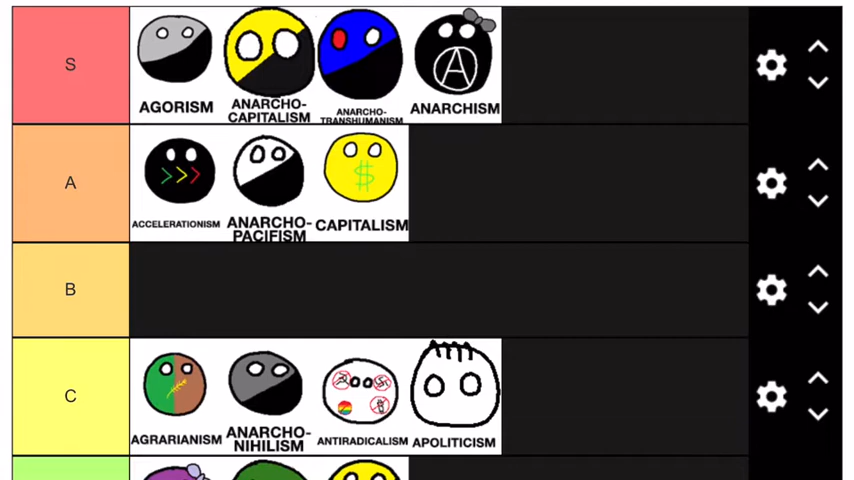 S
AGORISM
ANARCHO-
CAPITALISM
ANARCHO-
TRANSHUMANISM
A
ANARCHISM
A
>>>
ACCELERATIONISM
ANARCHO-
PACIFISM
$
CAPITALISM
B
C
AGRARIANISM
ANARCHO-
NIHILISM
ANTIRADICALISM
APOLITICISM